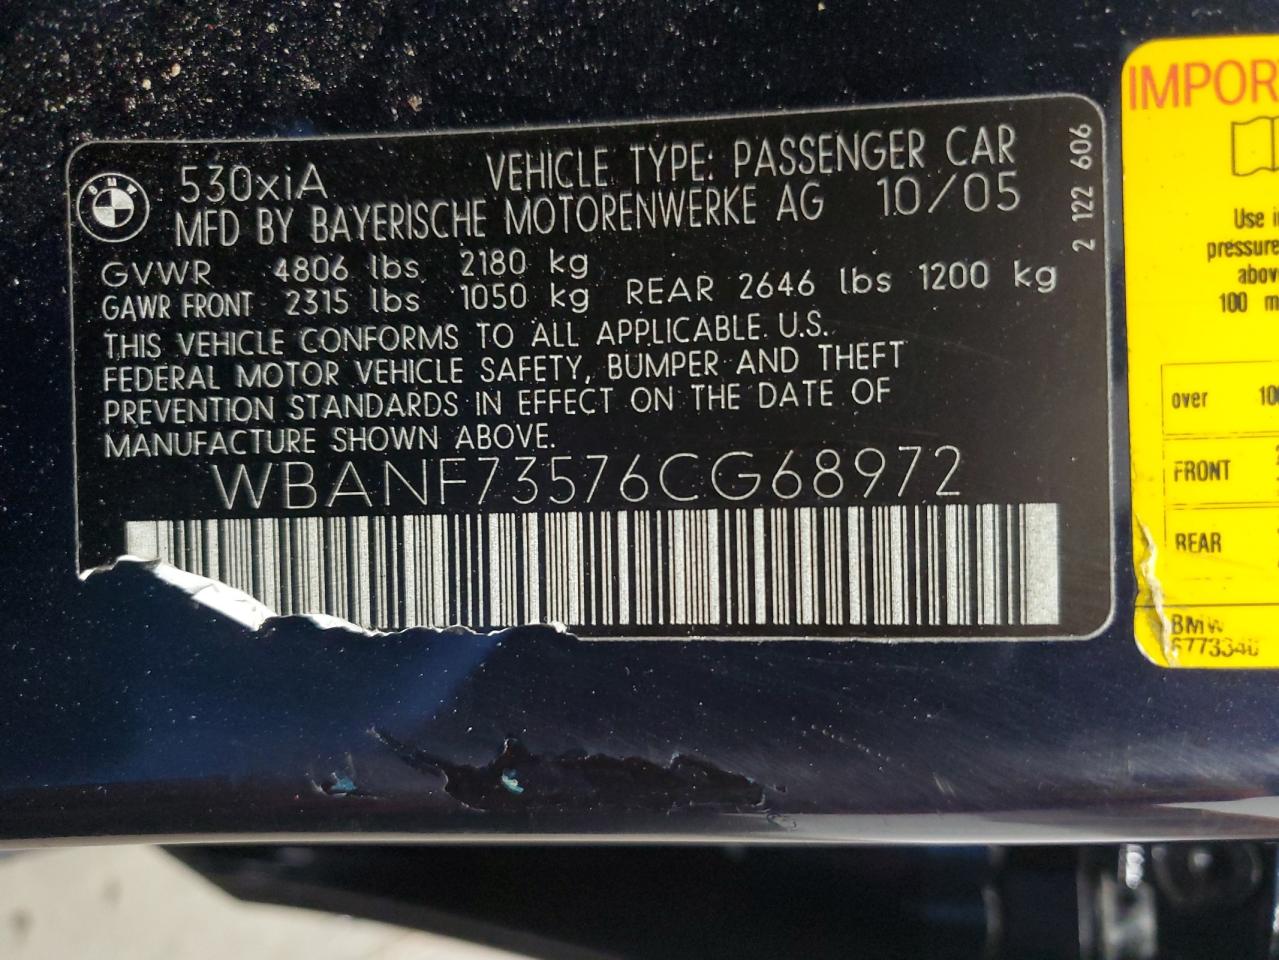 BMW
530xiA
VEHICLE TYPE: PASSENGER CAR
MFD BY BAYERISCHE MOTORENWERKE AG 10/05
GVWR 4806 lbs 2180 kg
GAWR FRONT 2315 lbs 1050 kg REAR 2646 lbs 1200 kg
THIS VEHICLE CONFORMS TO ALL APPLICABLE U.S.
FEDERAL MOTOR VEHICLE SAFETY, BUMPER AND THEFT
PREVENTION STANDARDS IN EFFECT ON THE DATE OF
MANUFACTURE SHOWN ABOVE.
WBANF73576CG68972
2 122 606
IMPOR
Use i
pressure
above
100 m
over 10
FRONT
REAR
BMW
6773340